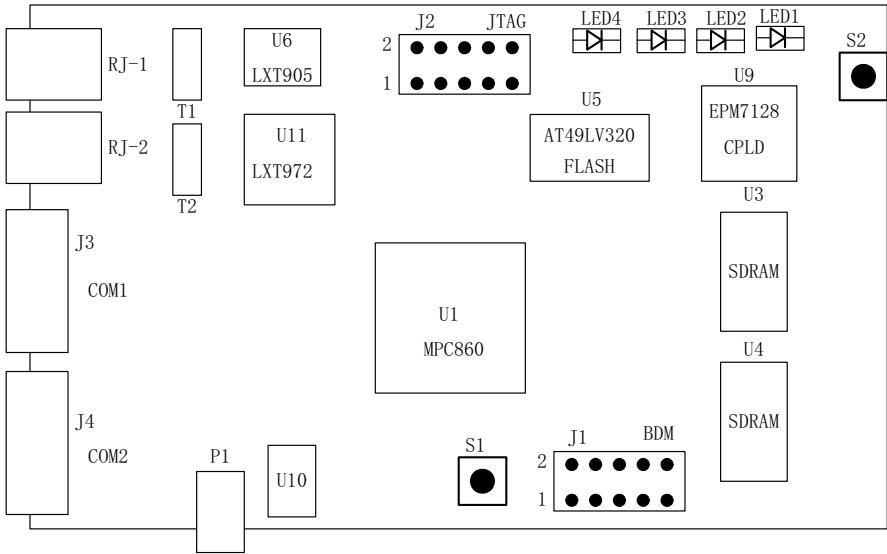 J2 JTAG
LED4
LED3
LED2
LED1
RJ-1
T1
U6
LXT905
2
1
U5
AT49LV320
FLASH
U9
EPM7128
CPLD
S2
RJ-2
T2
U11
LXT972
U3
SDRAM
J3
COM1
U1
MPC860
U4
SDRAM
J4
COM2
P1
U10
S1
J1 BDM
2
1